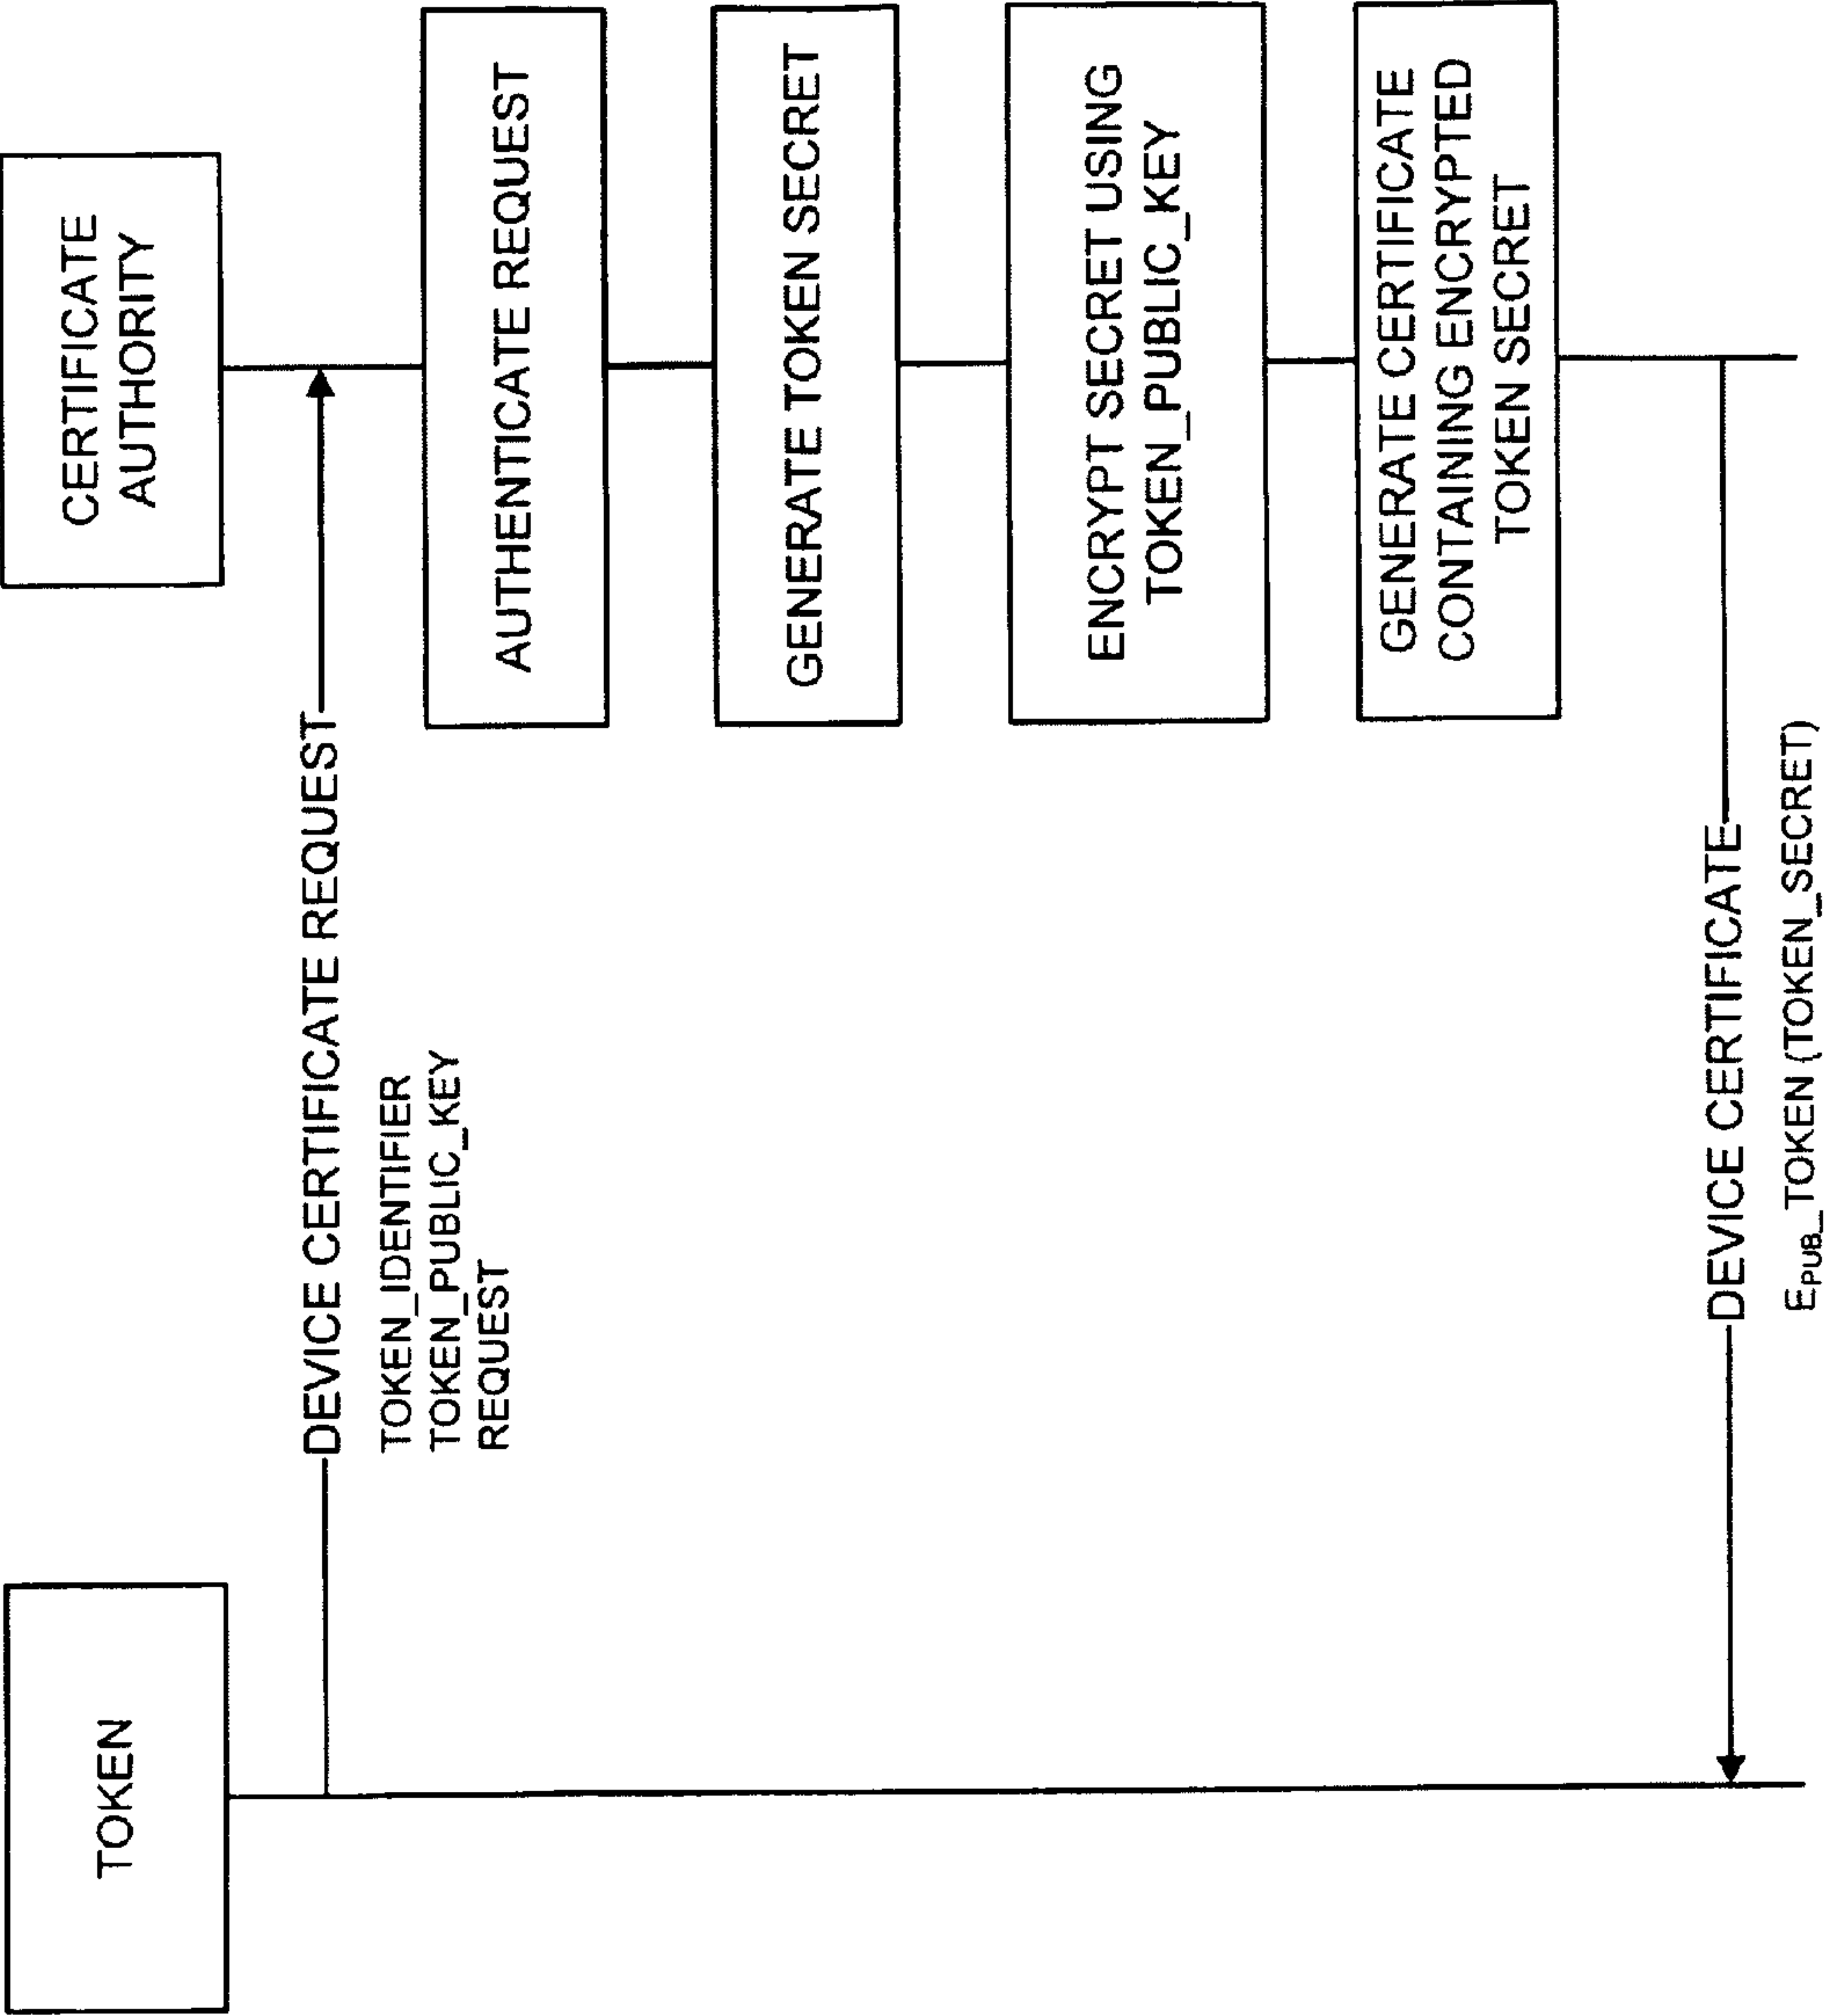 TOKEN
CERTIFICATE
AUTHORITY
DEVICE CERTIFICATE REQUEST
TOKEN_IDENTIFIER
TOKEN_PUBLIC_KEY
REQUEST
AUTHENTICATE REQUEST
GENERATE TOKEN SECRET
ENCRYPT SECRET USING
TOKEN_PUBLIC_KEY
GENERATE CERTIFICATE
CONTAINING ENCRYPTED
TOKEN SECRET
DEVICE CERTIFICATE
EPUB_TOKEN (TOKEN_SECRET)